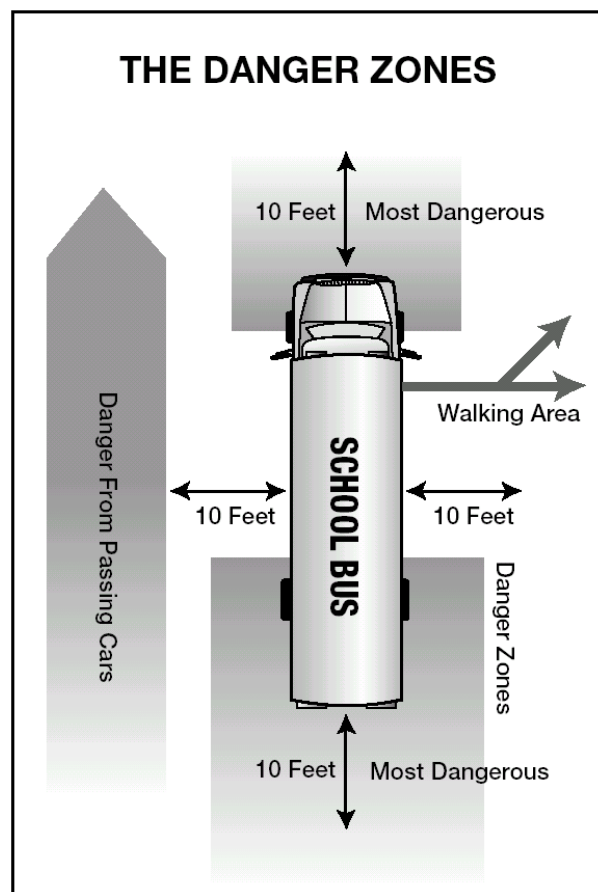 THE DANGER ZONES
10 Feet
Most Dangerous
Walking Area
Danger From Passing Cars
SCHOOL BUS
10 Feet
10 Feet
Danger Zones
10 Feet
Most Dangerous